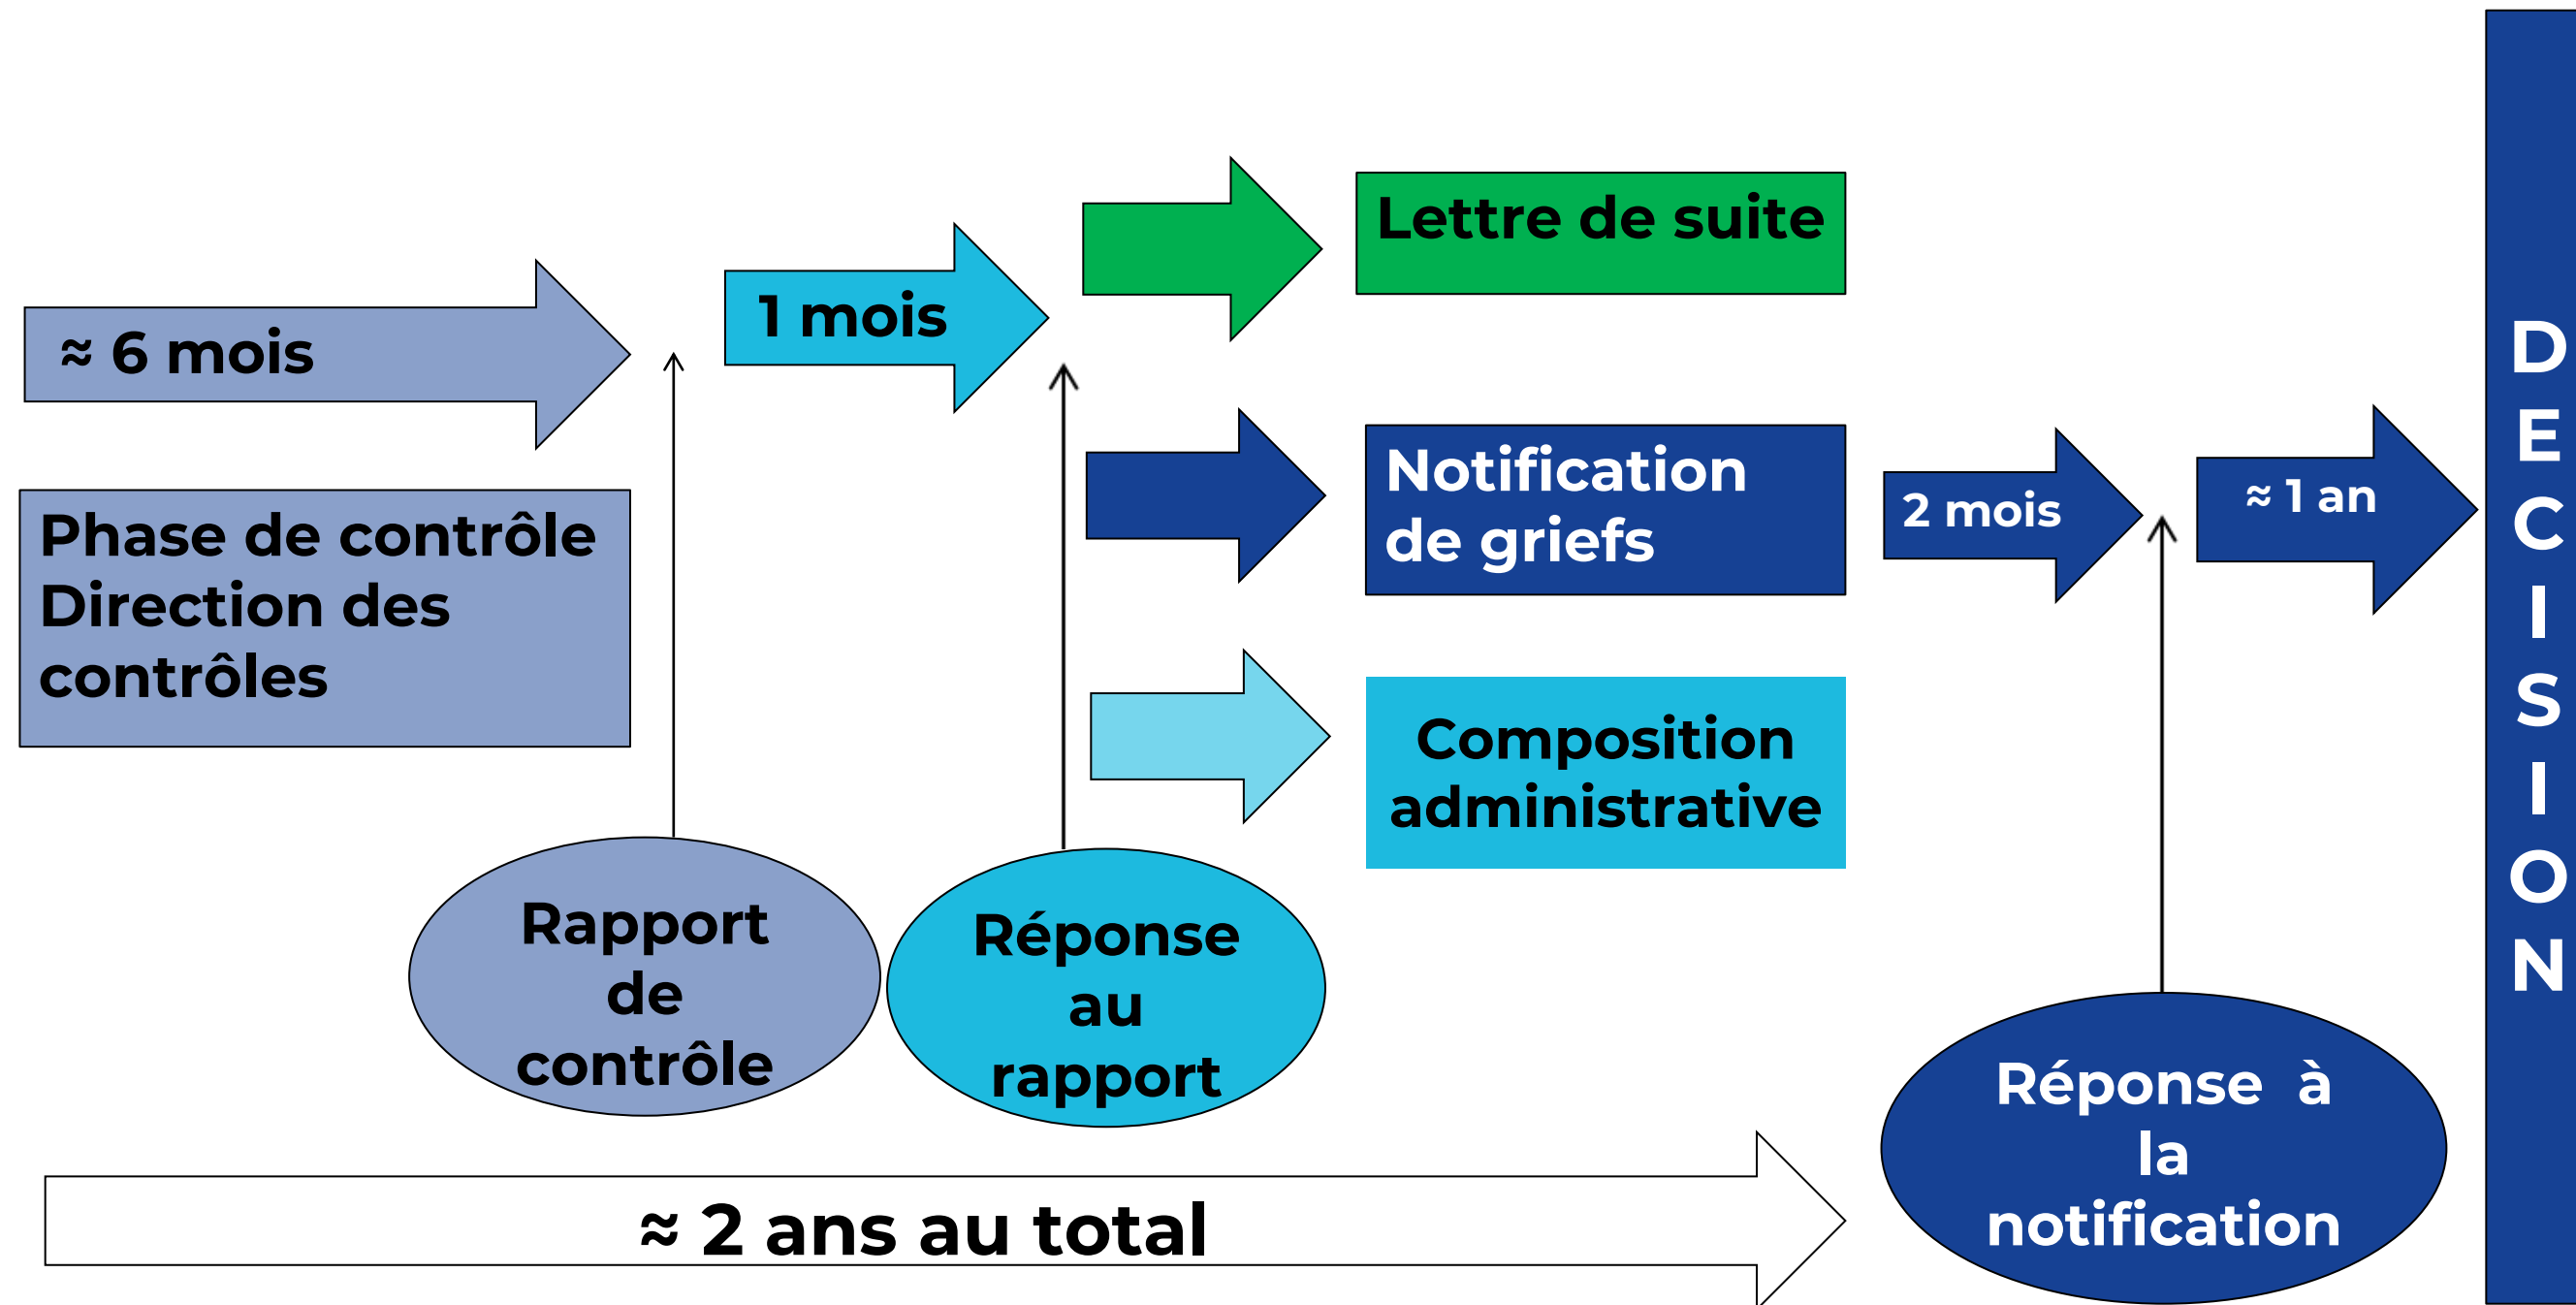 ≈ 6 mois
Phase de contrôle
Direction des
contrôles
Rapport
de
contrôle
1 mois
Réponse
au
rapport
Lettre de suite
Notification
de griefs
Composition
administrative
2 mois
Réponse à
la
notification
≈ 1 an
D
E
C
I
S
I
O
N
≈ 2 ans au total